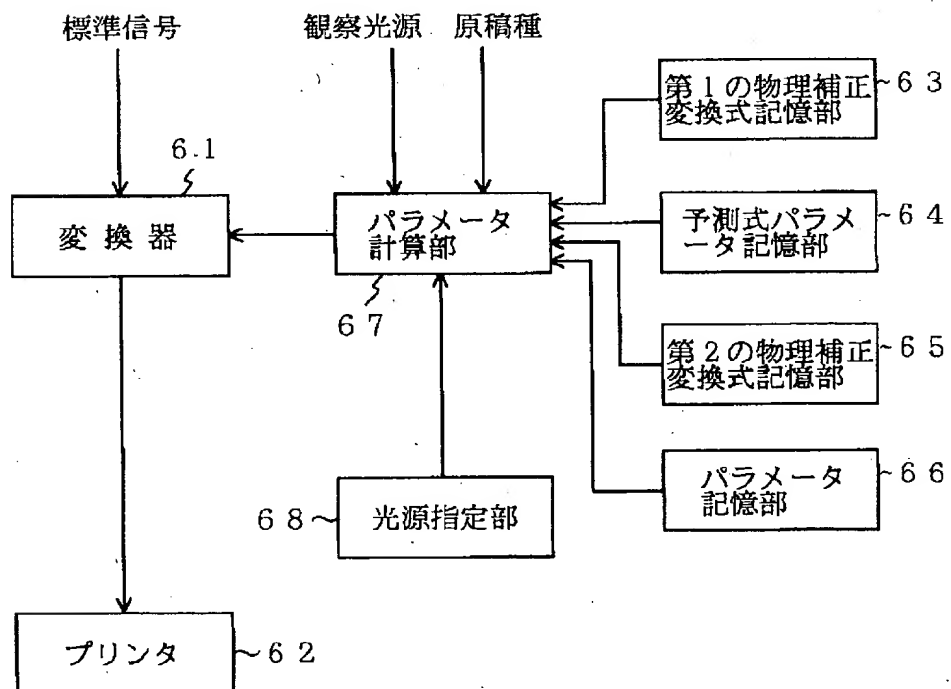 標準信号
観察光源 原稿種
第1の物理補正
変換式記憶部
63
6.1
変換器
パラメータ
計算部
67
予測式パラメ
ータ記憶部
64
第2の物理補正
変換式記憶部
65
パラメータ
記憶部
66
68
光源指定部
プリンタ
62